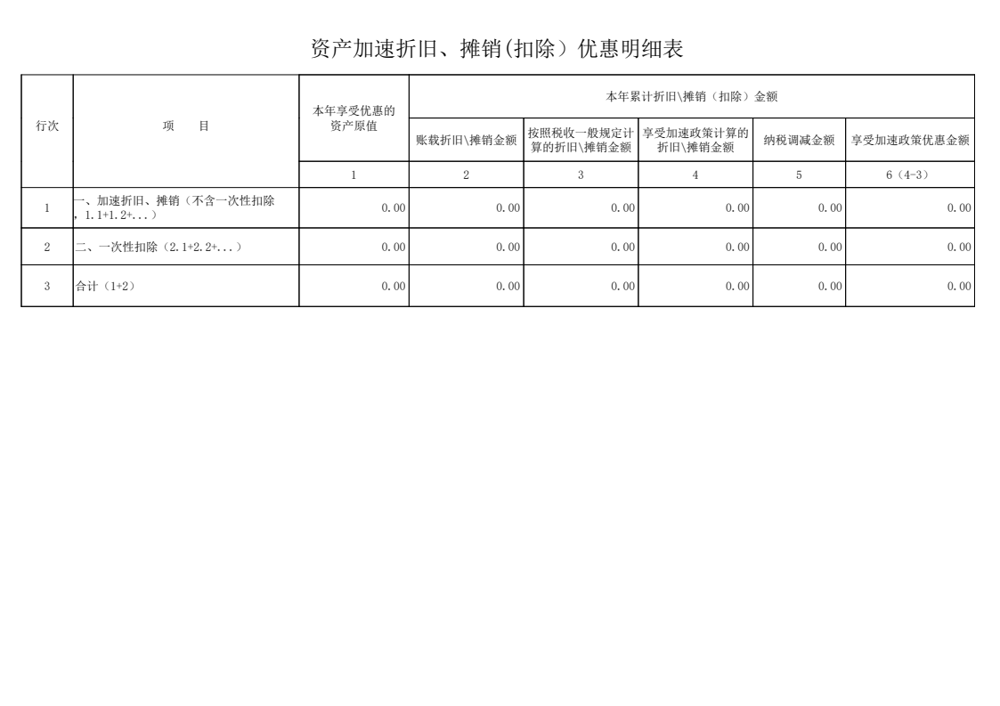 资产加速折旧、摊销(扣除）优惠明细表
行次
项 目
本年享受优惠的
资产原值
本年累计折旧\摊销（扣除）金额
账载折旧\摊销金额
按照税收一般规定计
算的折旧\摊销金额
享受加速政策计算的
折旧\摊销金额
纳税调减金额
享受加速政策优惠金额
1 2 3 4 5 6（4-3）
1 一、加速折旧、摊销（不含一次性扣除
，1.1+1.2+...） 0.00 0.00 0.00 0.00 0.00 0.00
2 二、一次性扣除（2.1+2.2+...） 0.00 0.00 0.00 0.00 0.00 0.00
3 合计（1+2） 0.00 0.00 0.00 0.00 0.00 0.00